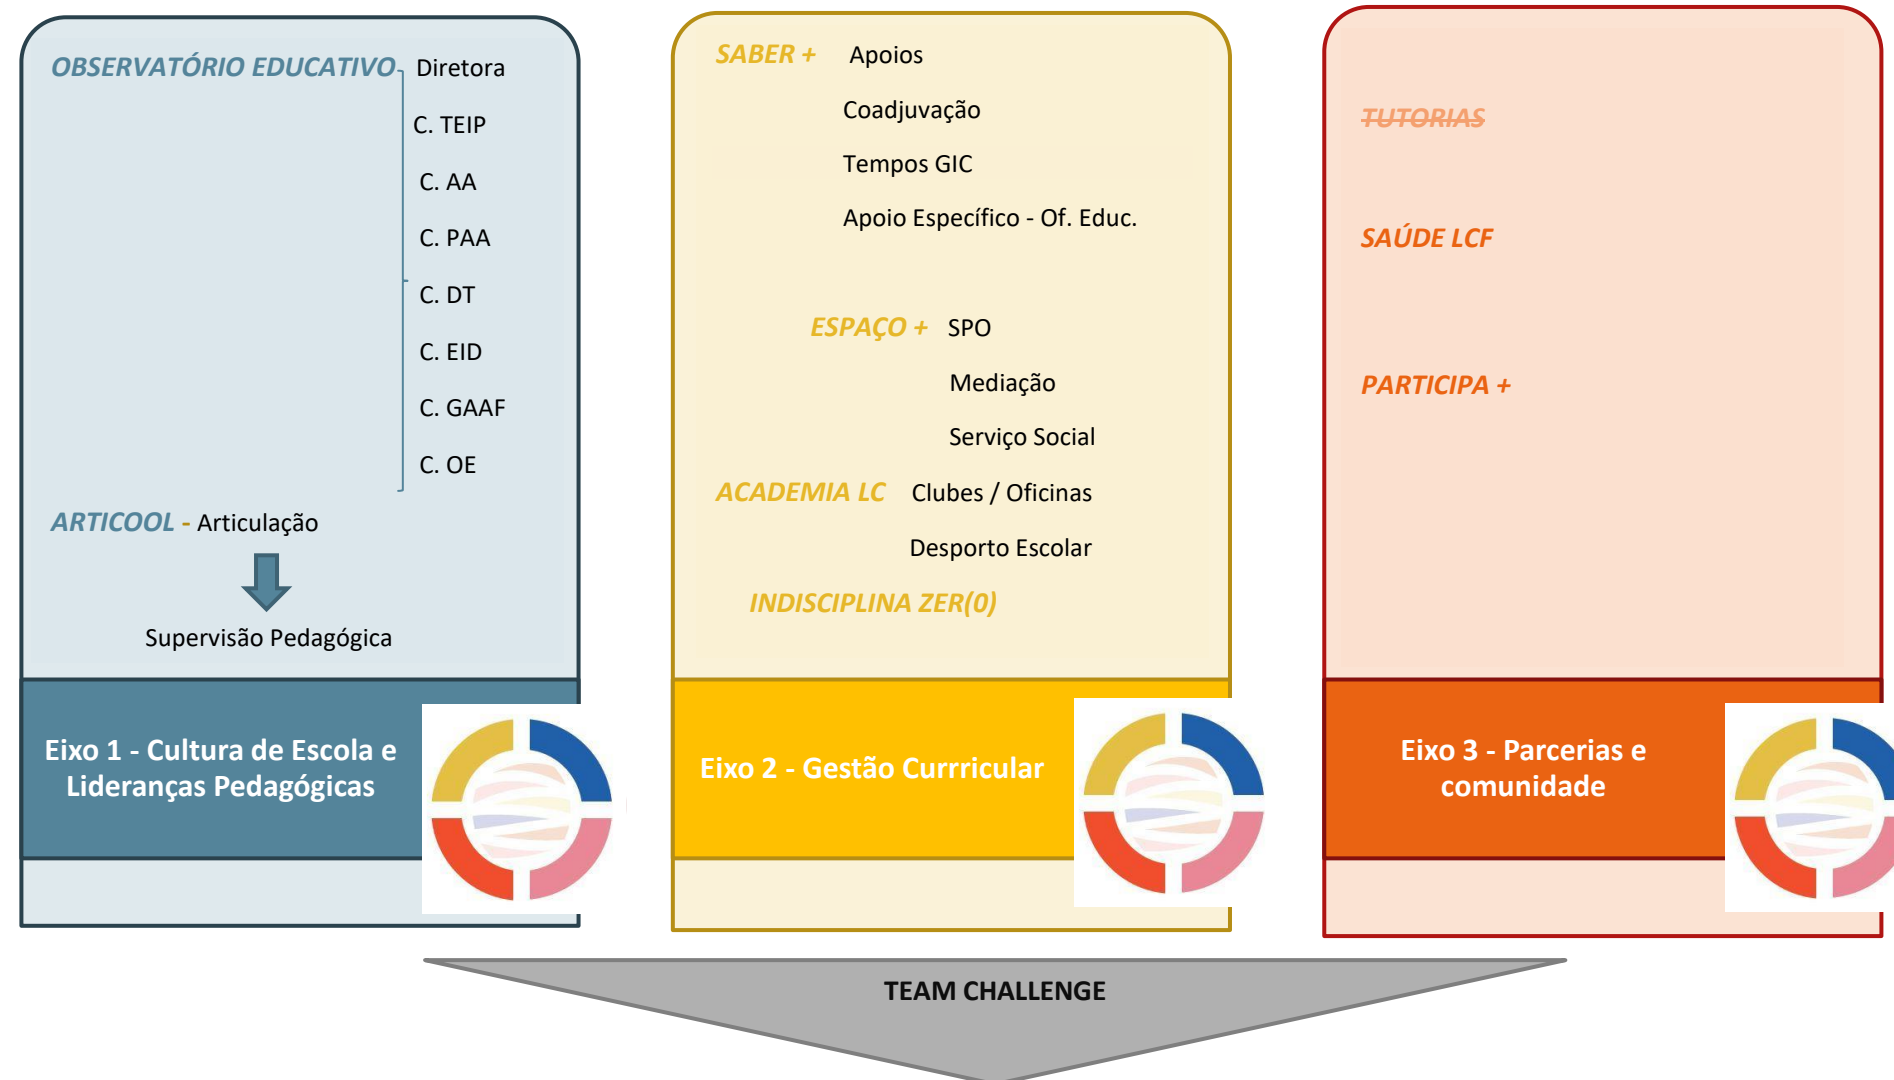 OBSERVATÓRIO EDUCATIVO Diretora
C. TEIP
C. AA
C. PAA
C. DT
C. EID
C. GAAF
C. OE
ARTICOOL - Articulação
Supervisão Pedagógica
Eixo 1 - Cultura de Escola e
Lideranças Pedagógicas
SABER + Apoios
Coadjuvação
Tempos GIC
Apoio Específico - Of. Educ.
ESPAÇO + SPO
Mediação
Serviço Social
ACADEMIA LC Clubes / Oficinas
Desporto Escolar
INDISCIPLINA ZER(0)
Eixo 2 - Gestão Currricular
TUTORIAS
SAÚDE LCF
PARTICIPA +
Eixo 3 - Parcerias e
comunidade
TEAM CHALLENGE